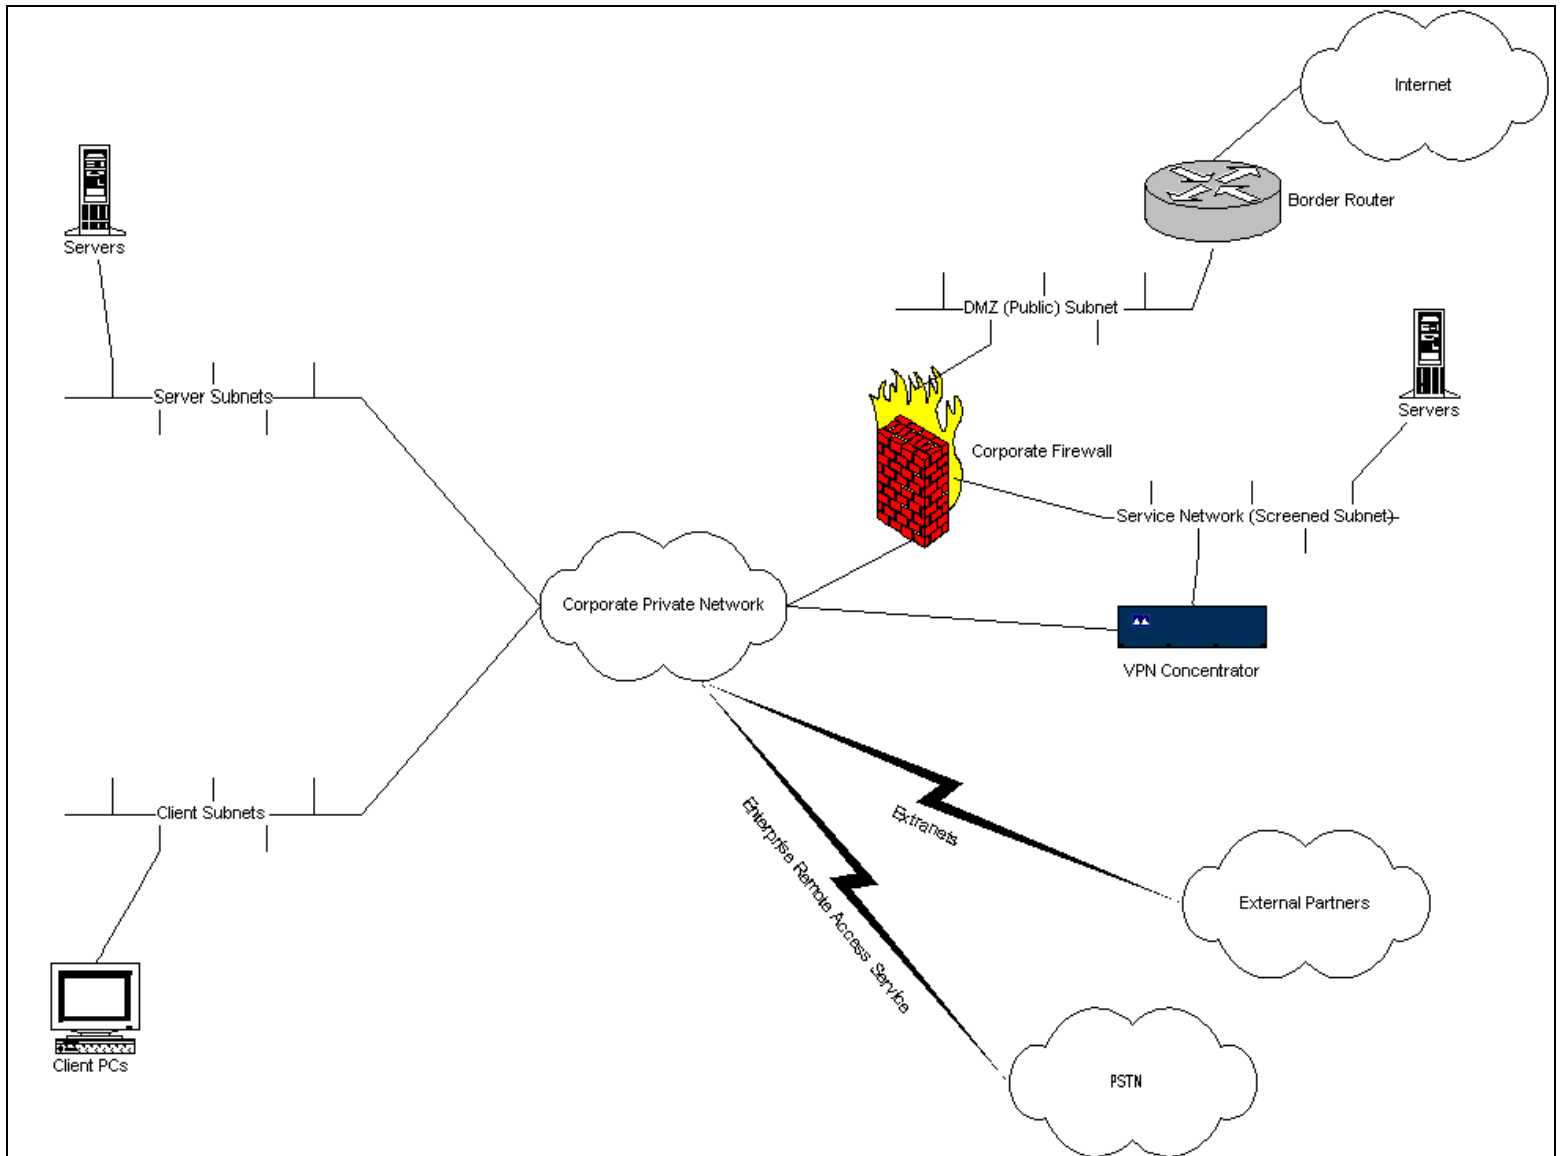 Internet
Border Router
Servers
DMZ (Public) Subnet
Server Subnets
Servers
Corporate Firewall
Service Network (Screened Subnet)
Corporate Private Network
VPN Concentrator
Client Subnets
Extranets
Enterprise Remote Access Service
External Partners
Client PCs
PSTN